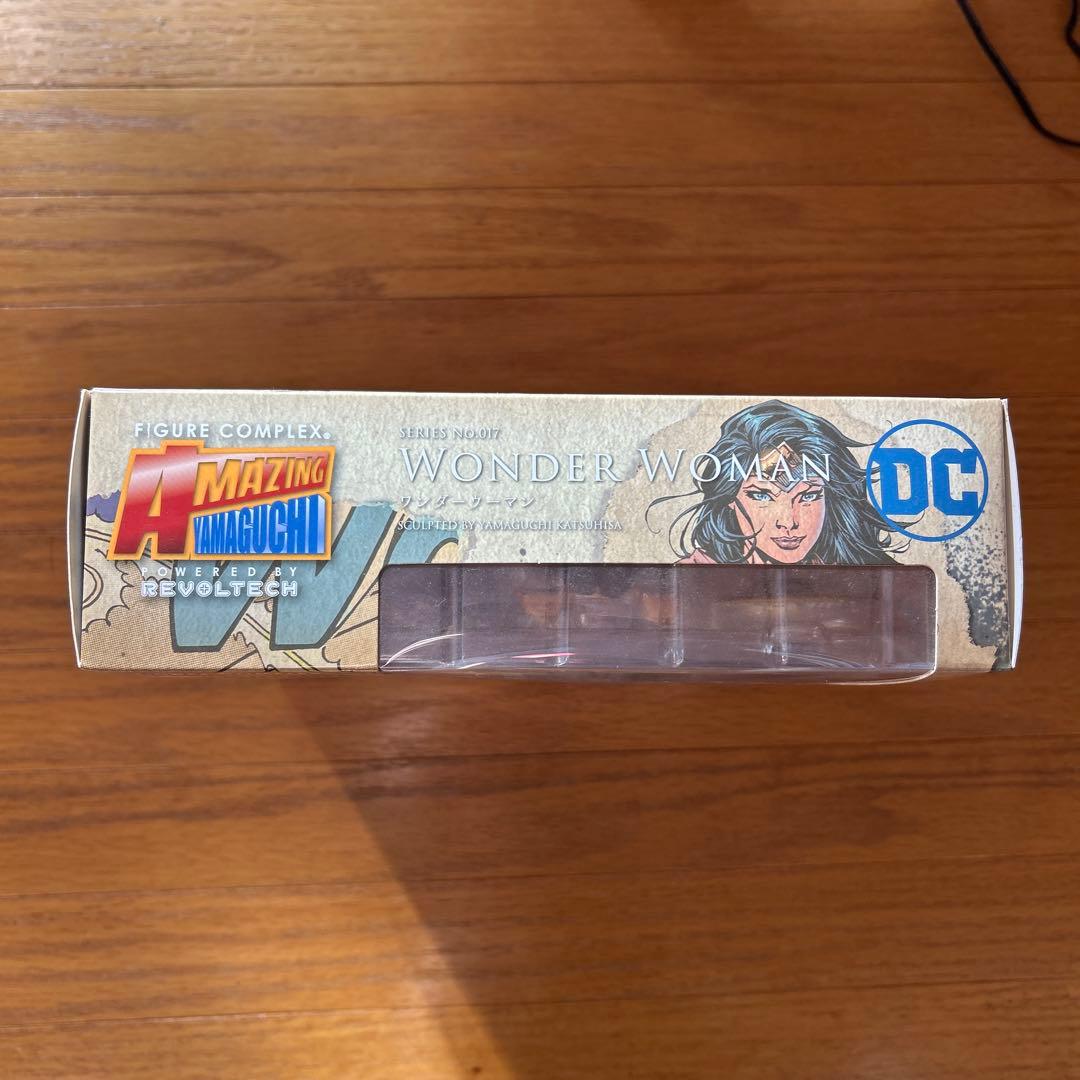 FIGURE COMPLEX®
AMAZING
YAMAGUCHI
POWERED BY
REVOLTECH
SERIES No.017
WONDER WOMAN
ワンダーウーマン
SCULPTED BY YAMAGUCHI KATSUHISA
DC